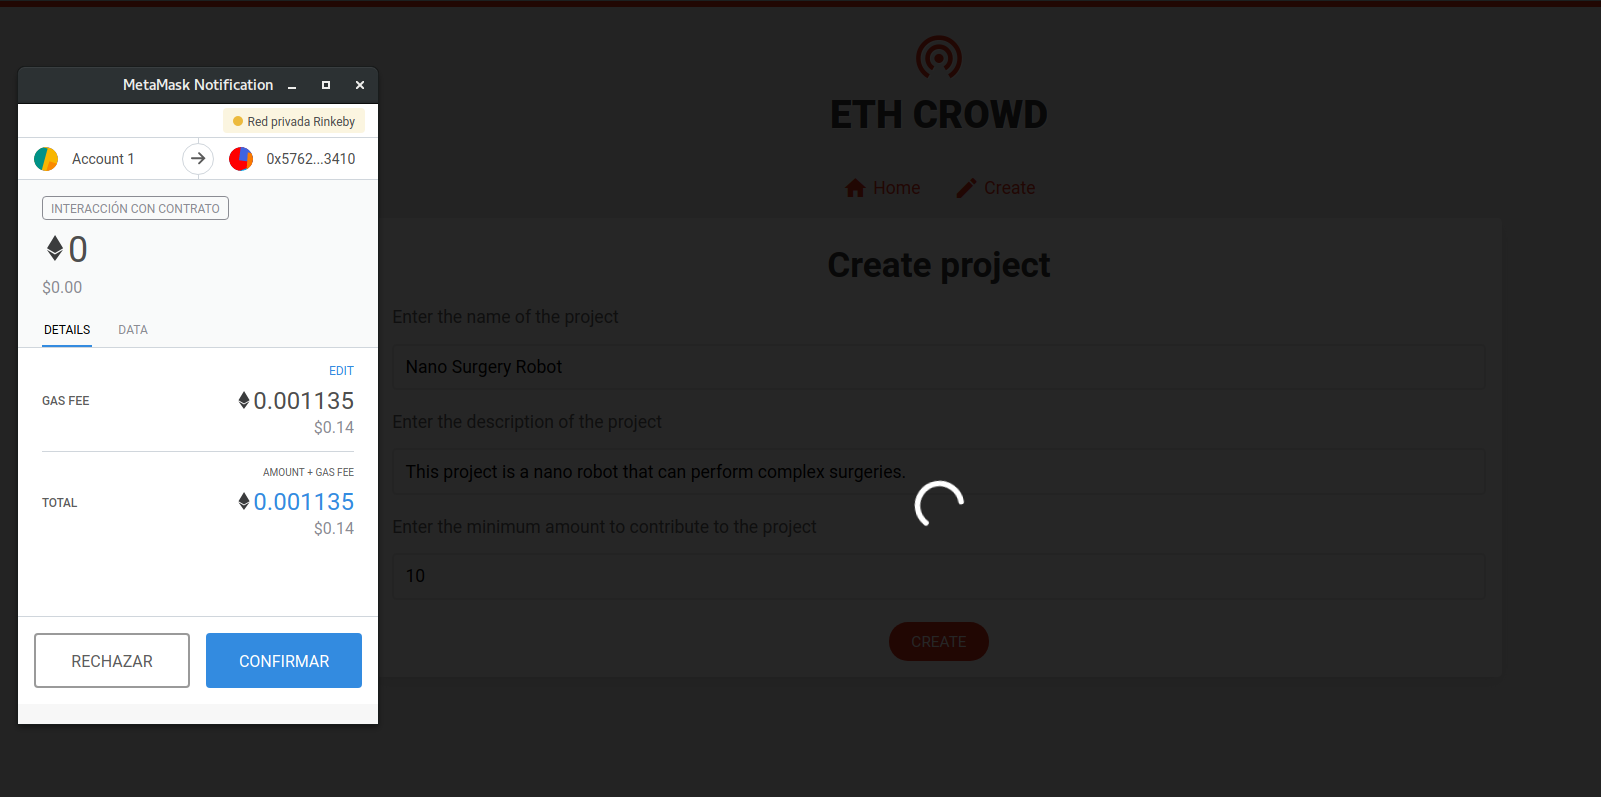 MetaMask Notification
Red privada Rinkeby
Account 1
0x5762...3410
INTERACCIÓN CON CONTRATO
0
$0.00
DETAILS DATA
EDIT
GAS FEE 0.001135
$0.14
AMOUNT + GAS FEE
TOTAL 0.001135
$0.14
RECHAZAR CONFIRMAR
ETH CROWD
Home Create
Create project
Enter the name of the project
Nano Surgery Robot
Enter the description of the project
This project is a nano robot that can perform complex surgeries.
Enter the minimum amount to contribute to the project
10
CREATE